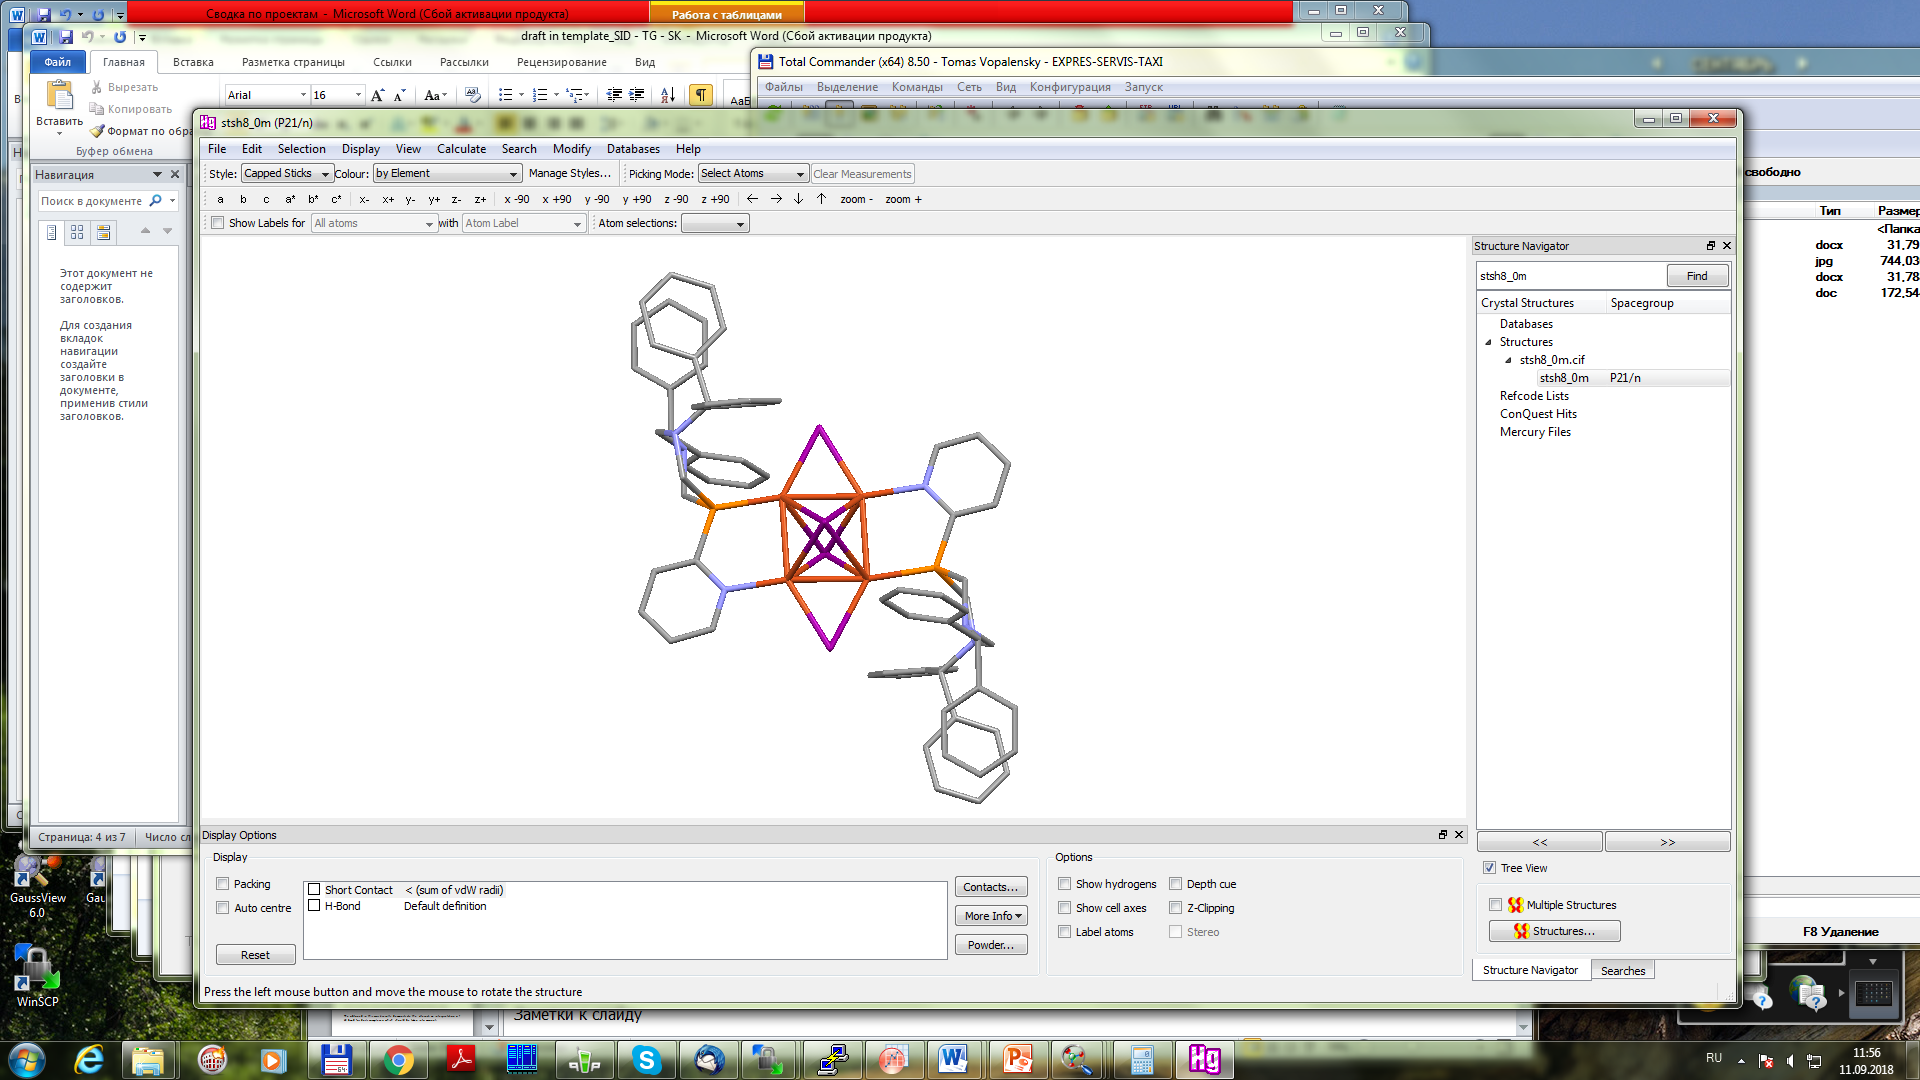 Сводка по проектам - Microsoft Word (Сбой активации продукта)
Работа с таблицами
draft in template_SID - TG - SK - Microsoft Word (Сбой активации продукта)
Файл Главная Вставка Разметка страницы Ссылки Рассылки Рецензирование Вид
Вставить
Вырезать
Копировать
Формат по обра
Буфер обмена
Arial 16
Total Commander (x64) 8.50 - Tomas Vopalensky - EXPRES-SERVIS-TAXI
Файлы Выделение Команды Сеть Вид Конфигурация Запуск
свободно
Тип Размер
<Папка
docx 31,79
jpg 744,03
docx 31,78
doc 172,54
F8 Удаление
Навигация
Поиск в документе
Этот документ не
содержит
заголовков.
Для создания
вкладок
навигации
создайте
заголовки в
документе,
применив стили
заголовков.
Страница: 4 из 7
stsh8_0m (P21/n)
File Edit Selection Display View Calculate Search Modify Databases Help
Style: Capped Sticks Colour: by Element Manage Styles... Picking Mode: Select Atoms Clear Measurements
a b c a* b* c* x- x+ y- y+ z- z+ x -90 x +90 y -90 y +90 z -90 z +90 zoom - zoom +
Show Labels for All atoms with Atom Label Atom selections:
Structure Navigator
stsh8_0m Find
Crystal Structures Spacegroup
Databases
Structures
stsh8_0m.cif
stsh8_0m P21/n
Refcode Lists
ConQuest Hits
Mercury Files
<< >>
Tree View
Multiple Structures
Structures...
Structure Navigator Searches
Display Options
Display
Packing
Auto centre
Reset
Short Contact < (sum of vdW radii)
H-Bond Default definition
Contacts...
More Info
Powder...
Options
Show hydrogens Depth cue
Show cell axes Z-Clipping
Label atoms Stereo
Press the left mouse button and move the mouse to rotate the structure
Заметки к слайду
GaussView
6.0
WinSCP
RU
11:56
11.09.2018